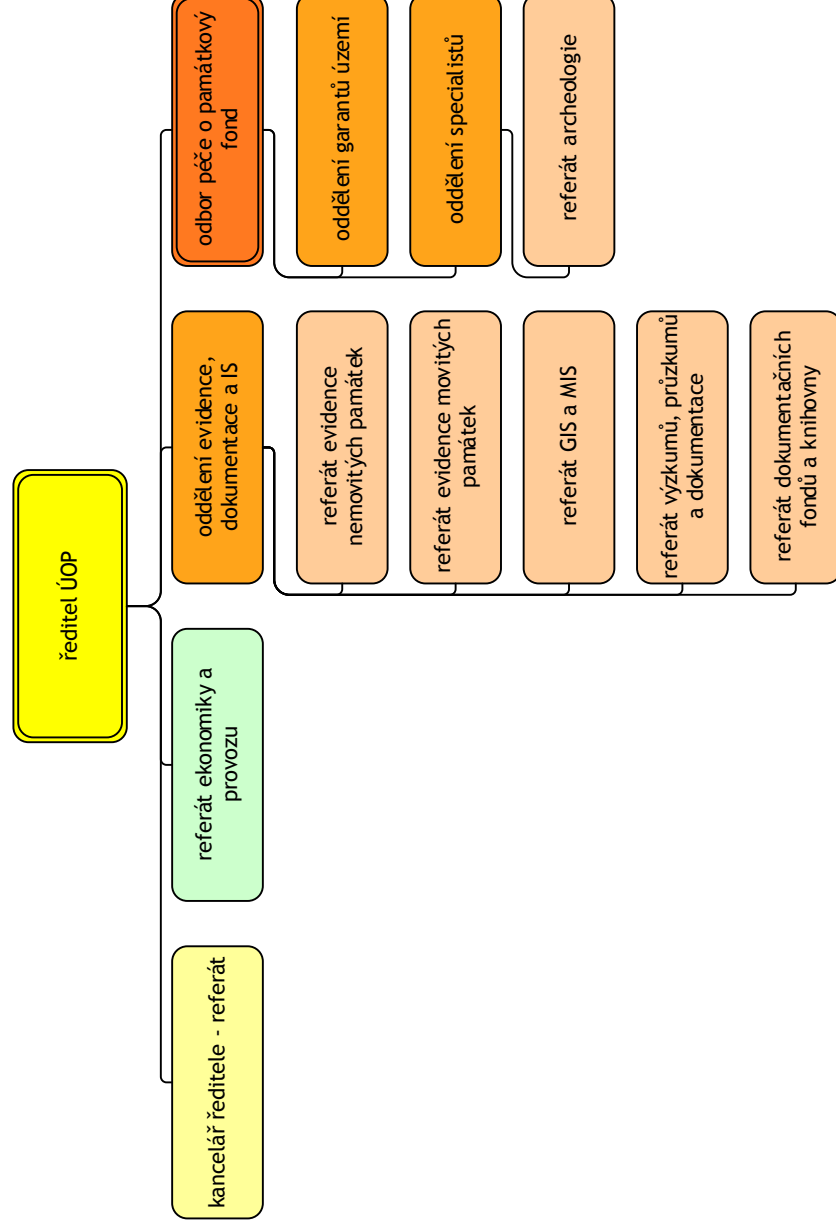 ředitel ÚOP
kancelář ředitele - referát
referát ekonomiky a
provozu
oddělení evidence,
dokumentace a IS
referát evidence
nemovitých památek
referát evidence movitých
památek
referát GIS a MIS
referát výzkumů, průzkumů
a dokumentace
referát dokumentačních
fondů a knihovny
odbor péče o památkový
fond
oddělení garantů území
oddělení specialistů
referát archeologie